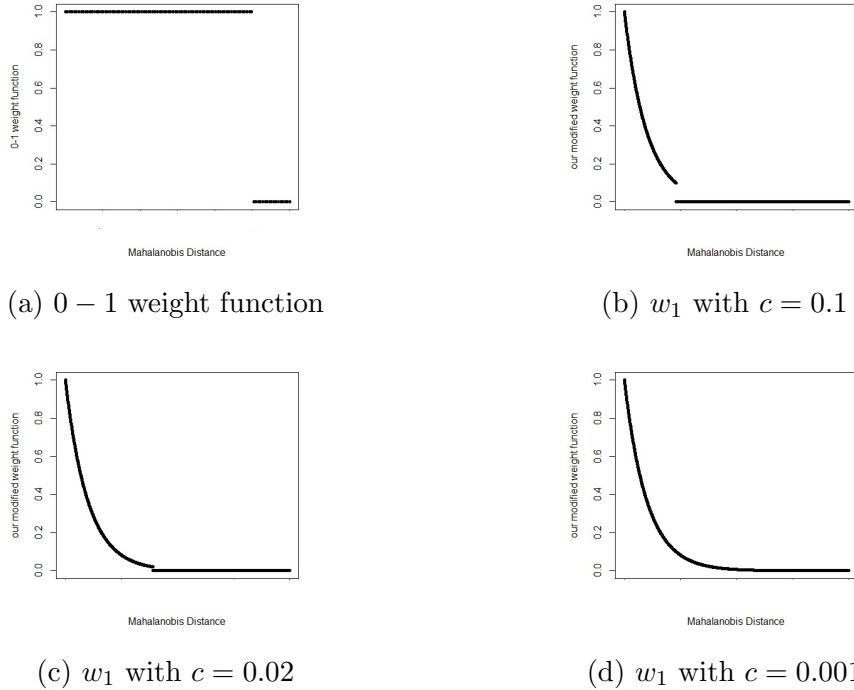 1.0
0.8
0.6
0.4
0.2
0.0
0-1 weight function
Mahalanobis Distance
(a) 0 − 1 weight function
1.0
0.8
0.6
0.4
0.2
0.0
our modified weight function
Mahalanobis Distance
(b) w₁ with c = 0.1
1.0
0.8
0.6
0.4
0.2
0.0
our modified weight function
Mahalanobis Distance
(c) w₁ with c = 0.02
1.0
0.8
0.6
0.4
0.2
0.0
our modified weight function
Mahalanobis Distance
(d) w₁ with c = 0.001